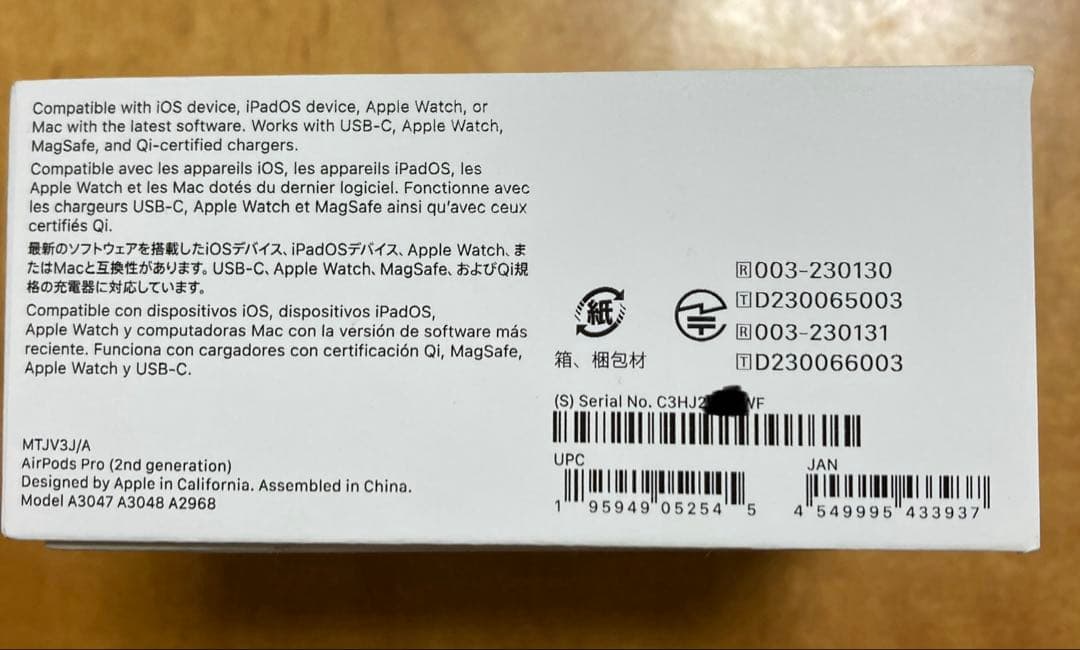 Compatible with iOS device, iPadOS device, Apple Watch, or
Mac with the latest software. Works with USB-C, Apple Watch,
MagSafe, and Qi-certified chargers.
Compatible avec les appareils iOS, les appareils iPadOS, les
Apple Watch et les Mac dotés du dernier logiciel. Fonctionne avec
les chargeurs USB-C, Apple Watch et MagSafe ainsi qu'avec ceux
certifiés Qi.
最新のソフトウェアを搭載したiOSデバイス、iPadOSデバイス、Apple Watch、ま
たはMacと互換性があります。USB-C、Apple Watch、MagSafe、およびQi規
格の充電器に対応しています。
Compatible con dispositivos iOS, dispositivos iPadOS,
Apple Watch y computadoras Mac con la versión de software más
reciente. Funciona con cargadores con certificación Qi, MagSafe,
Apple Watch y USB-C.
MTJV3J/A
AirPods Pro (2nd generation)
Designed by Apple in California. Assembled in China.
Model A3047 A3048 A2968
紙
箱、梱包材
R 003-230130
T D230065003
R 003-230131
T D230066003
(S) Serial No.
UPC
1 95949 05254 5
JAN
4 549995 433937